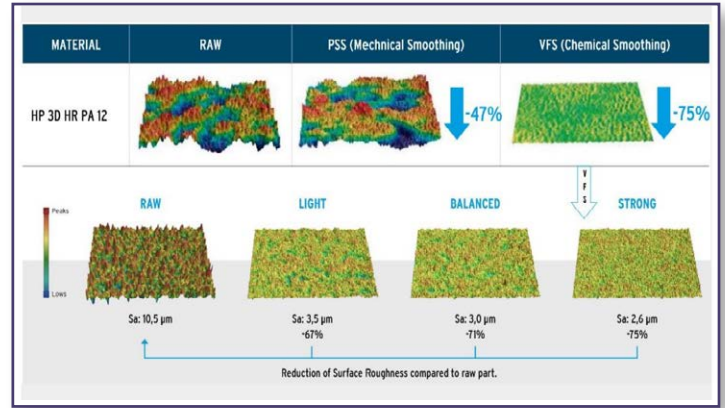 MATERIAL RAW PSS (Mechnical Smoothing) VFS (Chemical Smoothing)
HP 3D HR PA 12 -47% -75%
VFS
RAW LIGHT BALANCED STRONG
Peaks
Lows
Sa: 10,5 µm Sa: 3,5 µm Sa: 3,0 µm Sa: 2,6 µm
-67% -71% -75%
Reduction of Surface Roughness compared to raw part.